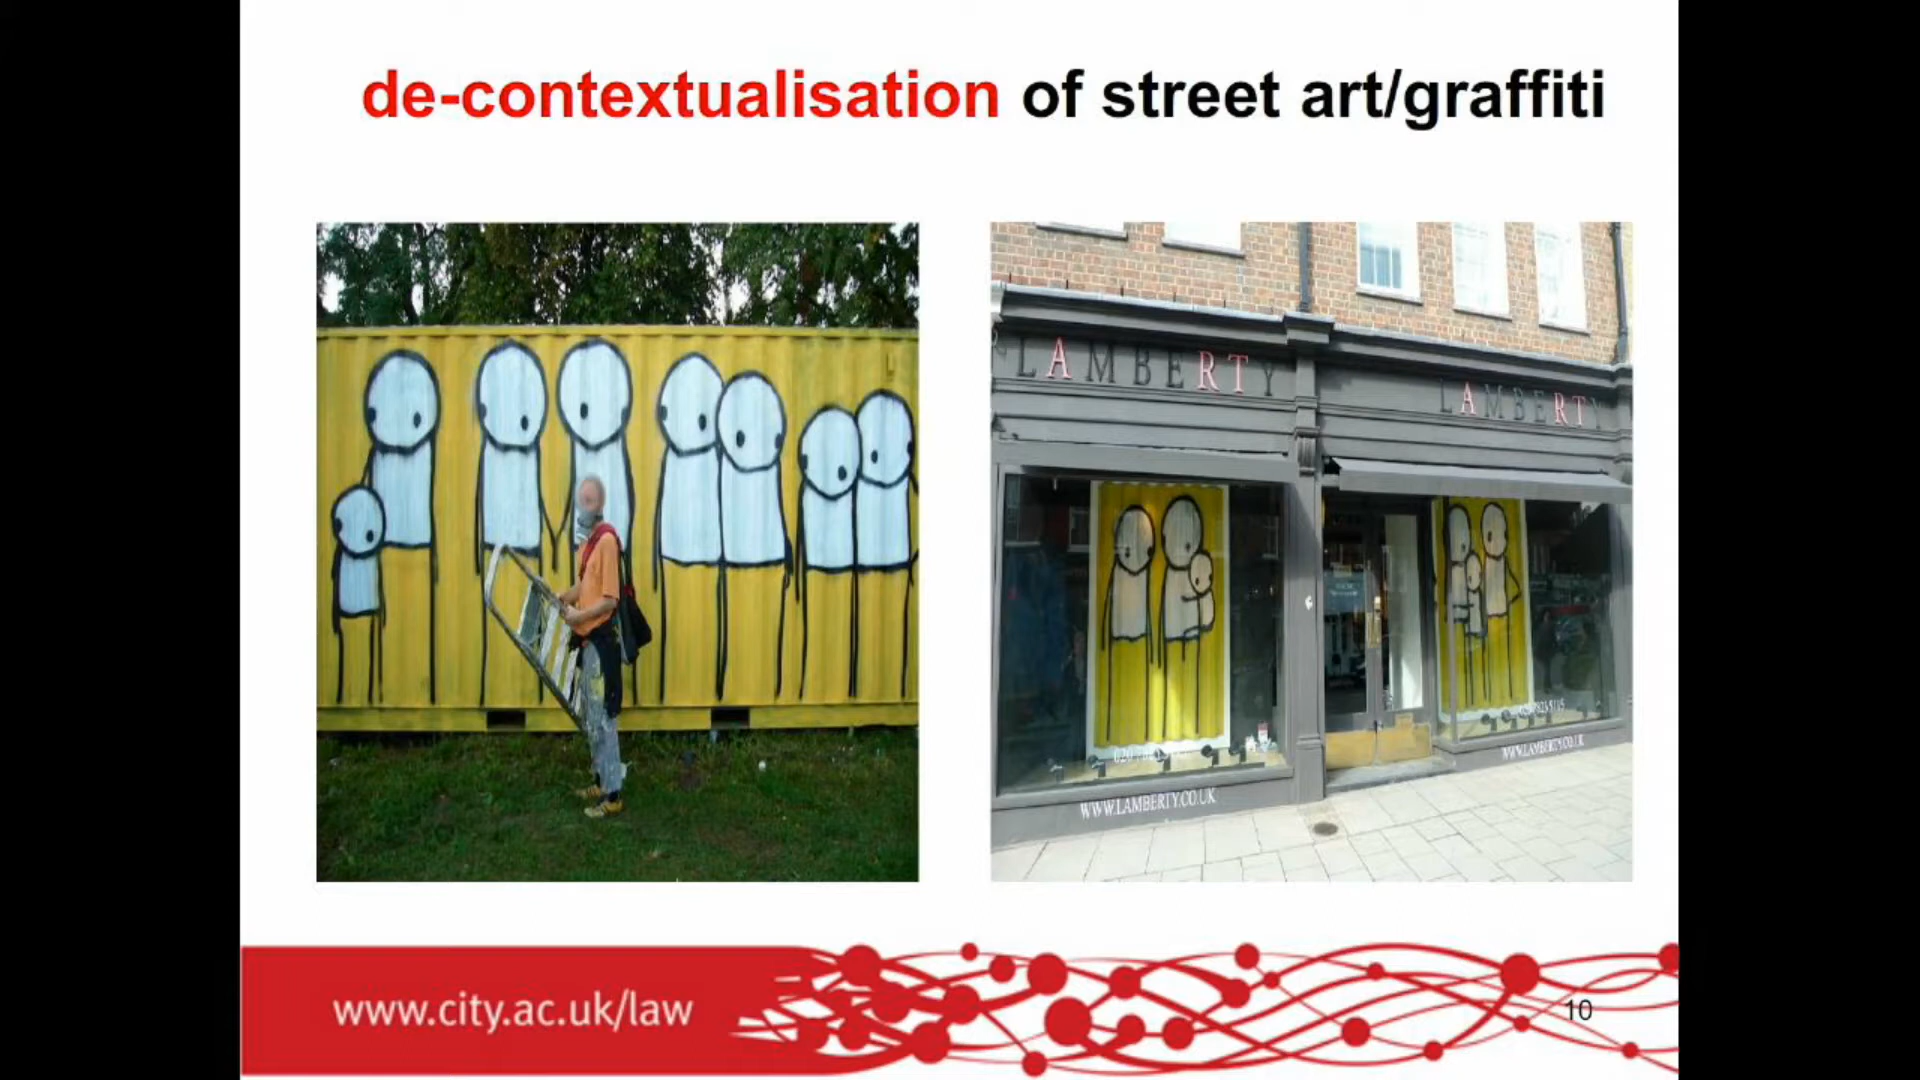 de-contextualisation of street art/graffiti
LAMBERTY
LAMBERTY
WWW.LAMBERTY.CO.UK
WWW.LAMBERTY.CO.UK
www.city.ac.uk/law
10